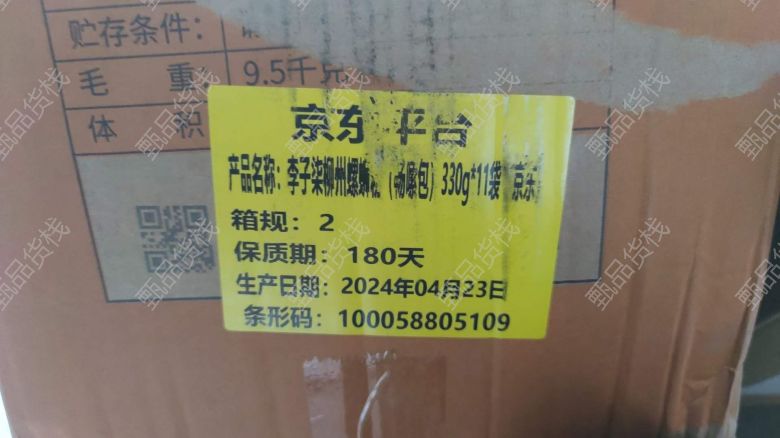 贮存条件:
毛 重: 9.5千克
体 积
京东平台
产品名称:李子柒柳州螺蛳 包)330g*11袋 京东
箱规:2
保质期:180天
生产日期:2024年04月23日
条形码:100058805109
甄品货栈